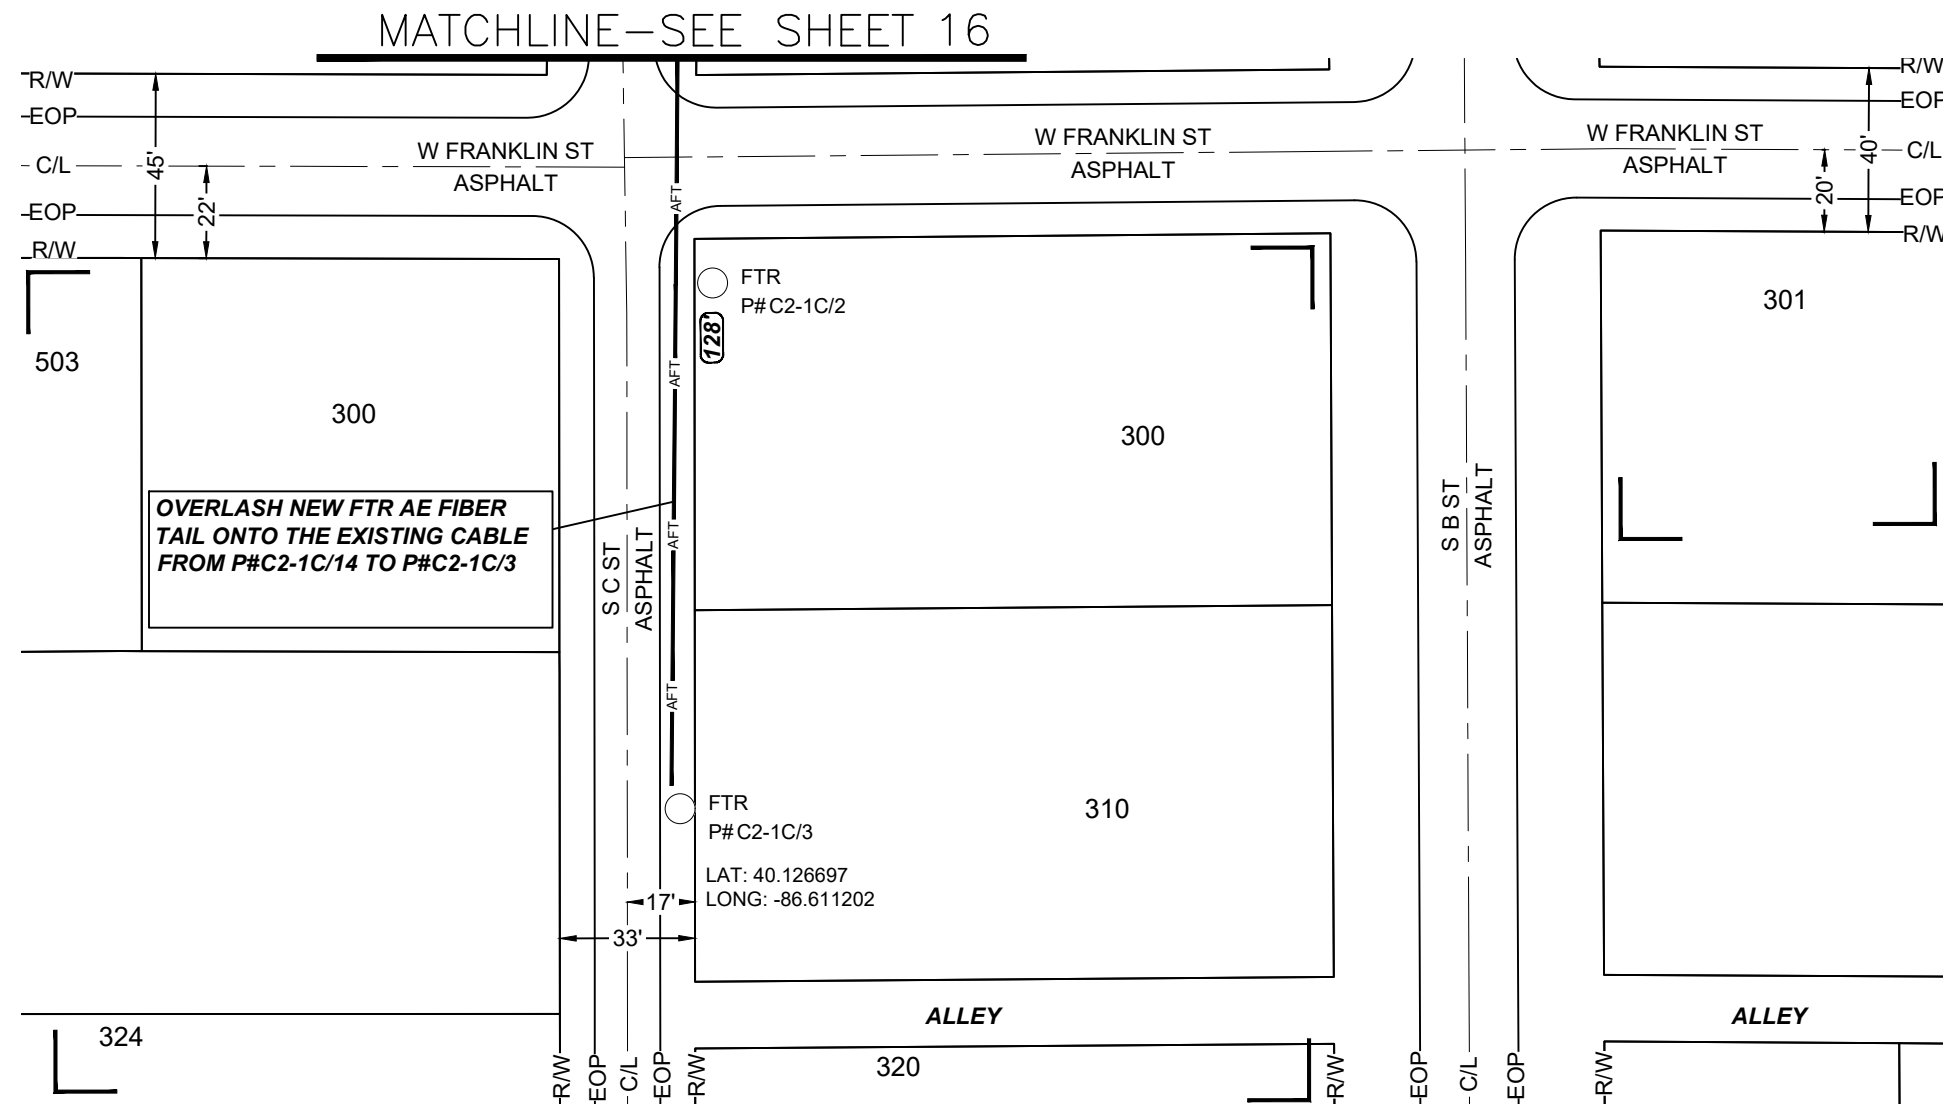 MATCHLINE-SEE SHEET 16
R/W
EOP
C/L
EOP
R/W
45'
22'
W FRANKLIN ST
ASPHALT
W FRANKLIN ST
ASPHALT
W FRANKLIN ST
ASPHALT
R/W
EOP
C/L
EOP
R/W
40'
20'
AFT
FTR
P# C2-1C/2
128'
301
503
300
300
AFT
OVERLASH NEW FTR AE FIBER
TAIL ONTO THE EXISTING CABLE
FROM P#C2-1C/14 TO P#C2-1C/3
AFT
S C ST
ASPHALT
S B ST
ASPHALT
AFT
FTR
P# C2-1C/3
310
LAT: 40.126697
LONG: -86.611202
17'
33'
ALLEY
ALLEY
324
320
R/W
EOP
C/L
EOP
R/W
R/W
EOP
C/L
EOP
R/W